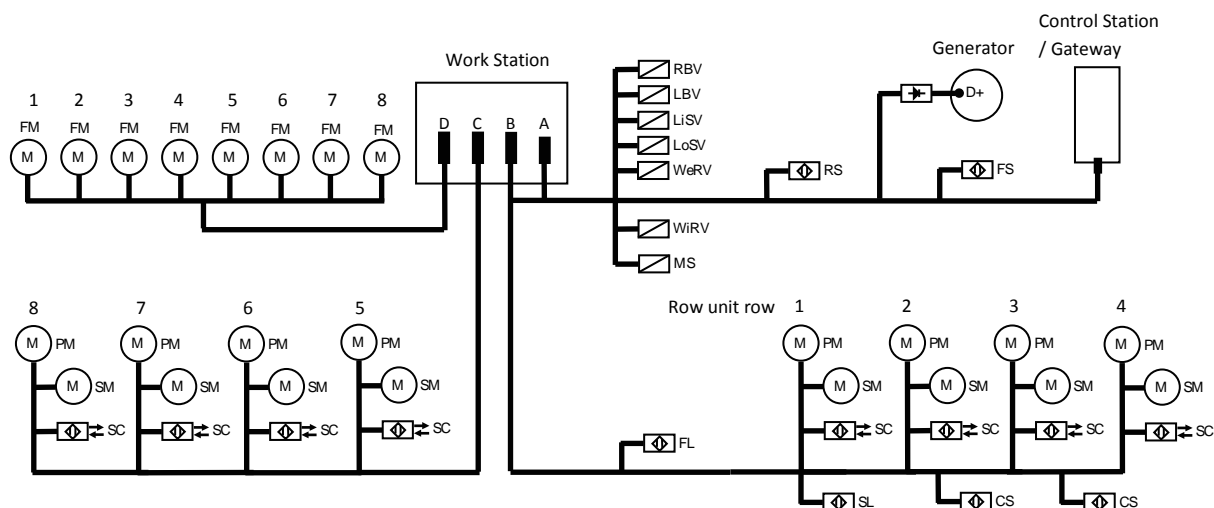 Control Station
/ Gateway
Generator
Work Station
D+
RBV
LBV
LiSV
LoSV
WeRV
WiRV
MS
RS
FS
D C B A
1 2 3 4 5 6 7 8
FM FM FM FM FM FM FM FM
M M M M M M M M
8 7 6 5
M PM M PM M PM M PM
M SM M SM M SM M SM
SC SC SC SC
Row unit row 1 2 3 4
M PM M PM M PM M PM
M SM M SM M SM M SM
SC SC SC SC
FL
SL CS CS